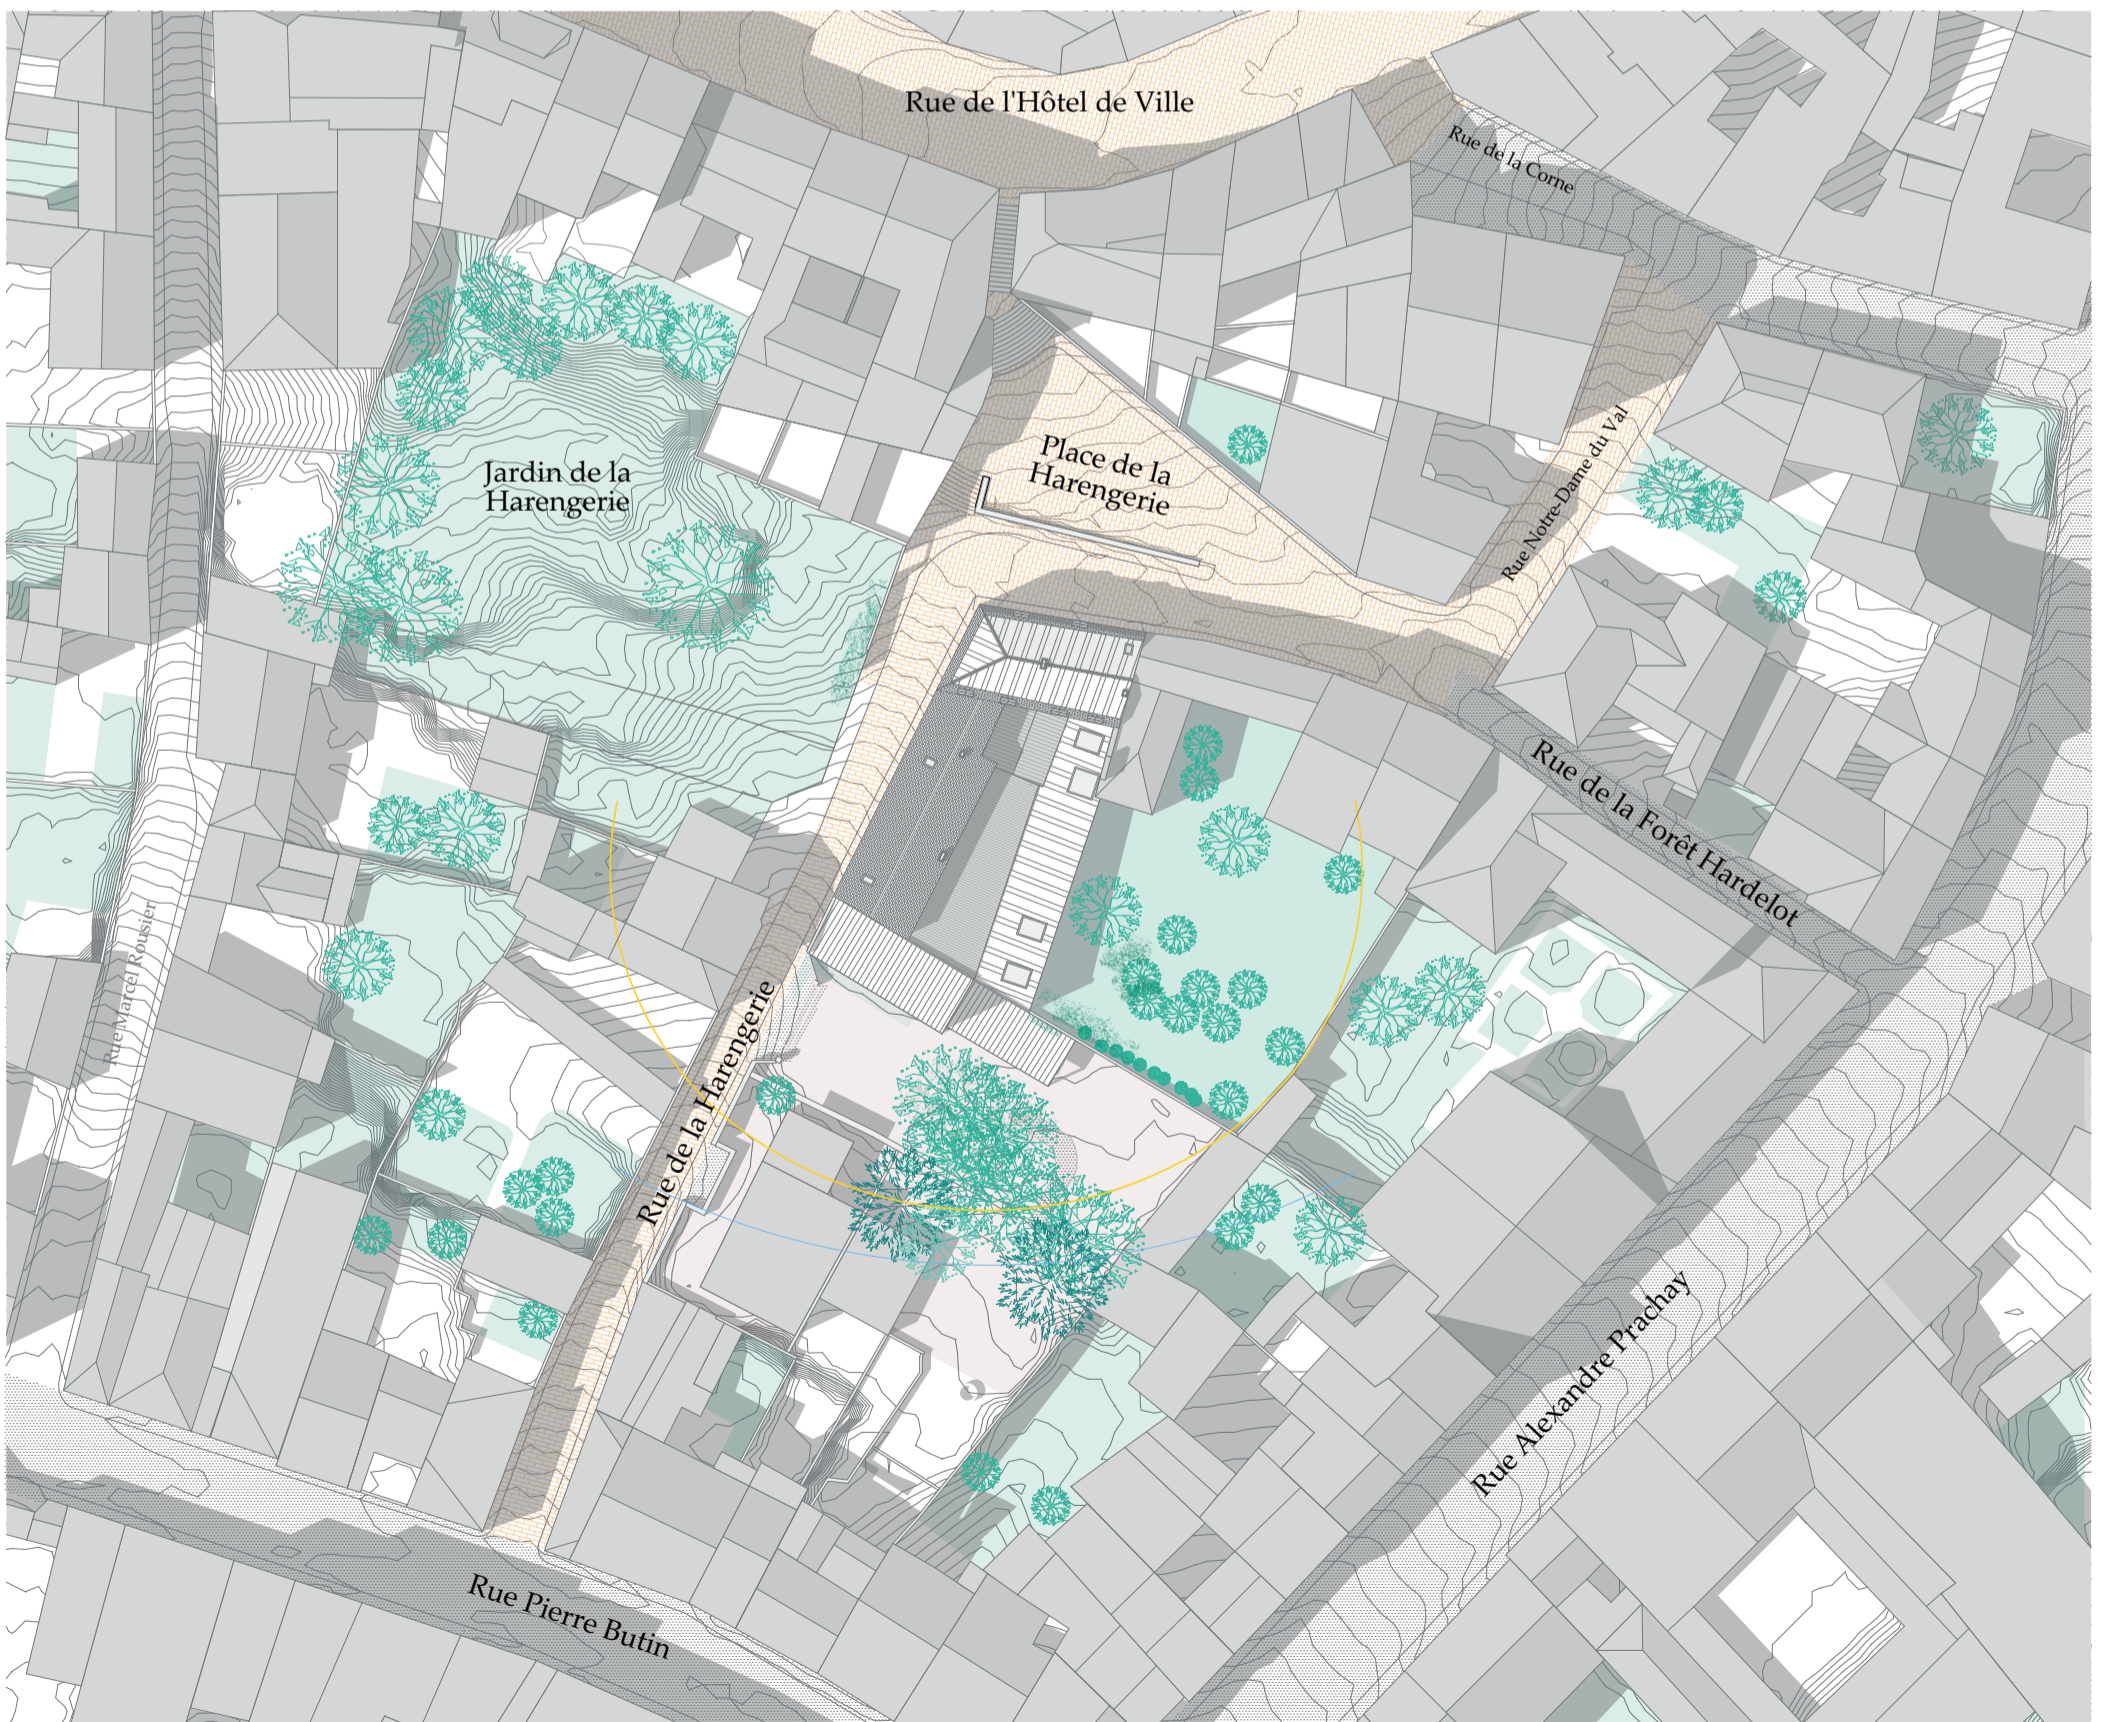 Rue de l'Hôtel de Ville
Rue de la Corne
Place de la
Harengerie
Jardin de la
Harengerie
Rue Notre-Dame du Val
Rue de la Forêt Hardelot
Rue Marcel Rousier
Rue de la Harengerie
Rue Alexandre Prachay
Rue Pierre Butin